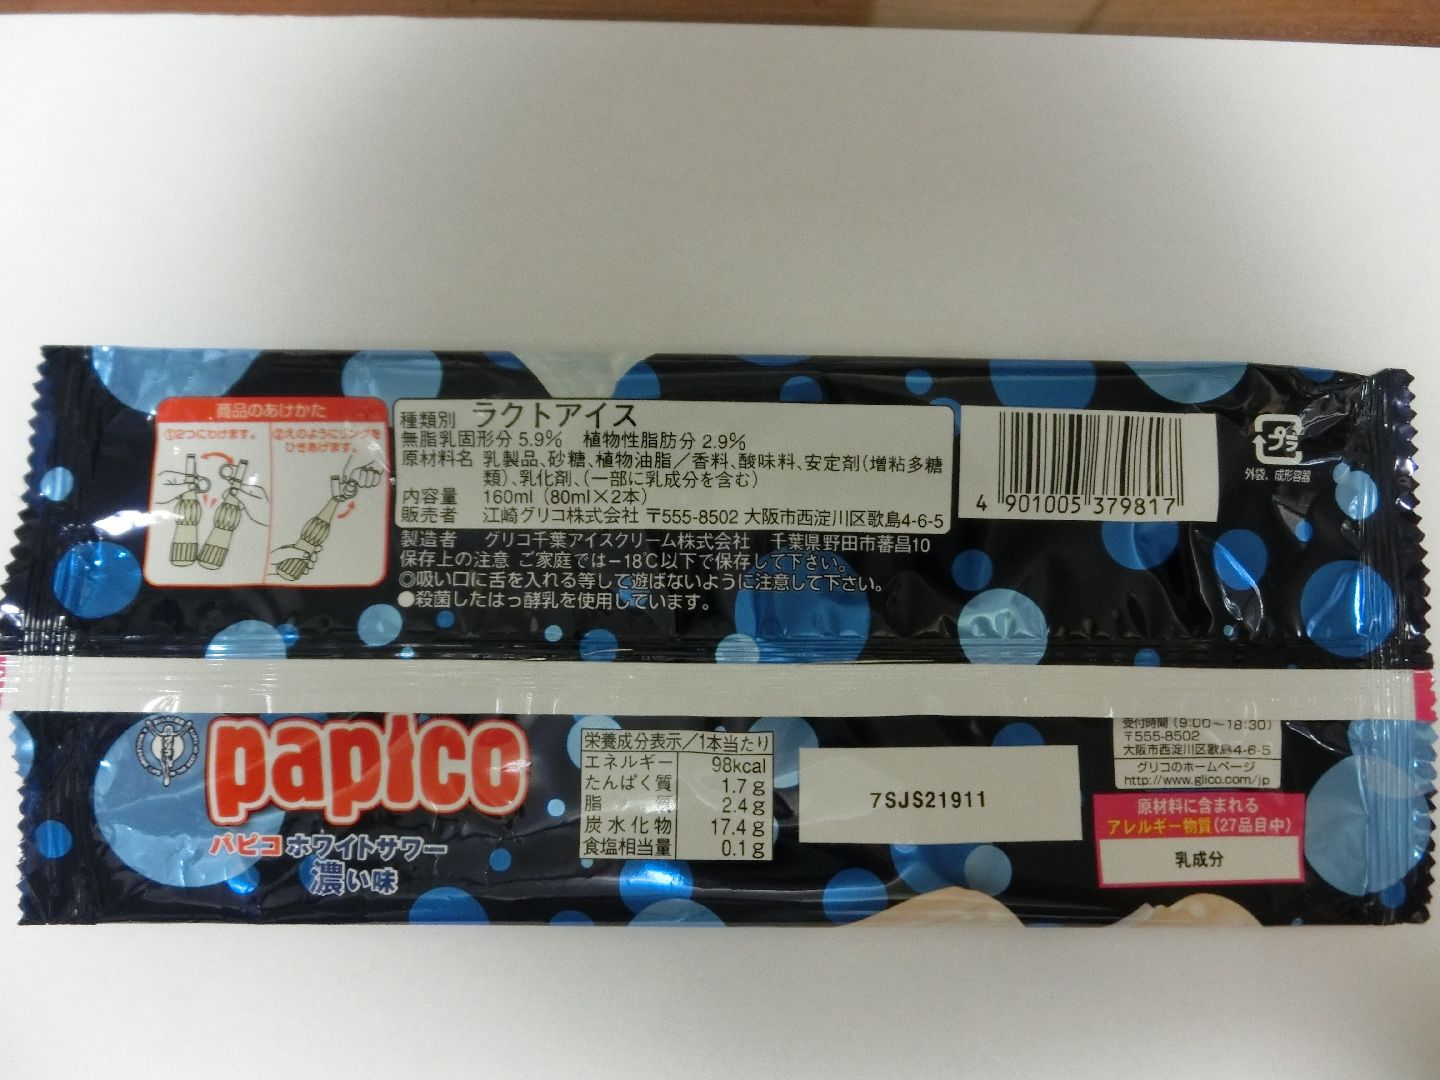 商品のあけかた
①2つにわけます。
②えのようにリングを
ひきあげます。
種類別 ラクトアイス
無脂乳固形分 5.9% 植物性脂肪分 2.9%
原材料名 乳製品、砂糖、植物油脂／香料、酸味料、安定剤(増粘多糖
類)、乳化剤、(一部に乳成分を含む)
内容量 160ml (80ml×2本)
販売者 江崎グリコ株式会社 〒555-8502 大阪市西淀川区歌島4-6-5
製造者 グリコ千葉アイスクリーム株式会社 千葉県野田市蕃昌10
保存上の注意 ご家庭では－18℃以下で保存して下さい。
◎吸い口に舌を入れる等して遊ばないように注意して下さい。
●殺菌したはっ酵乳を使用しています。
4 901005 379817
プラ
外袋、成形容器
papico
パピコ ホワイトサワー
濃い味
栄養成分表示／1本当たり
エネルギー 98kcal
たんぱく質 1.7g
脂質 2.4g
炭水化物 17.4g
食塩相当量 0.1g
7SJS21911
受付時間(9:00～18:30)
〒555-8502
大阪市西淀川区歌島4-6-5
グリコのホームページ
http://www.glico.com/jp
原材料に含まれる
アレルギー物質(27品目中)
乳成分